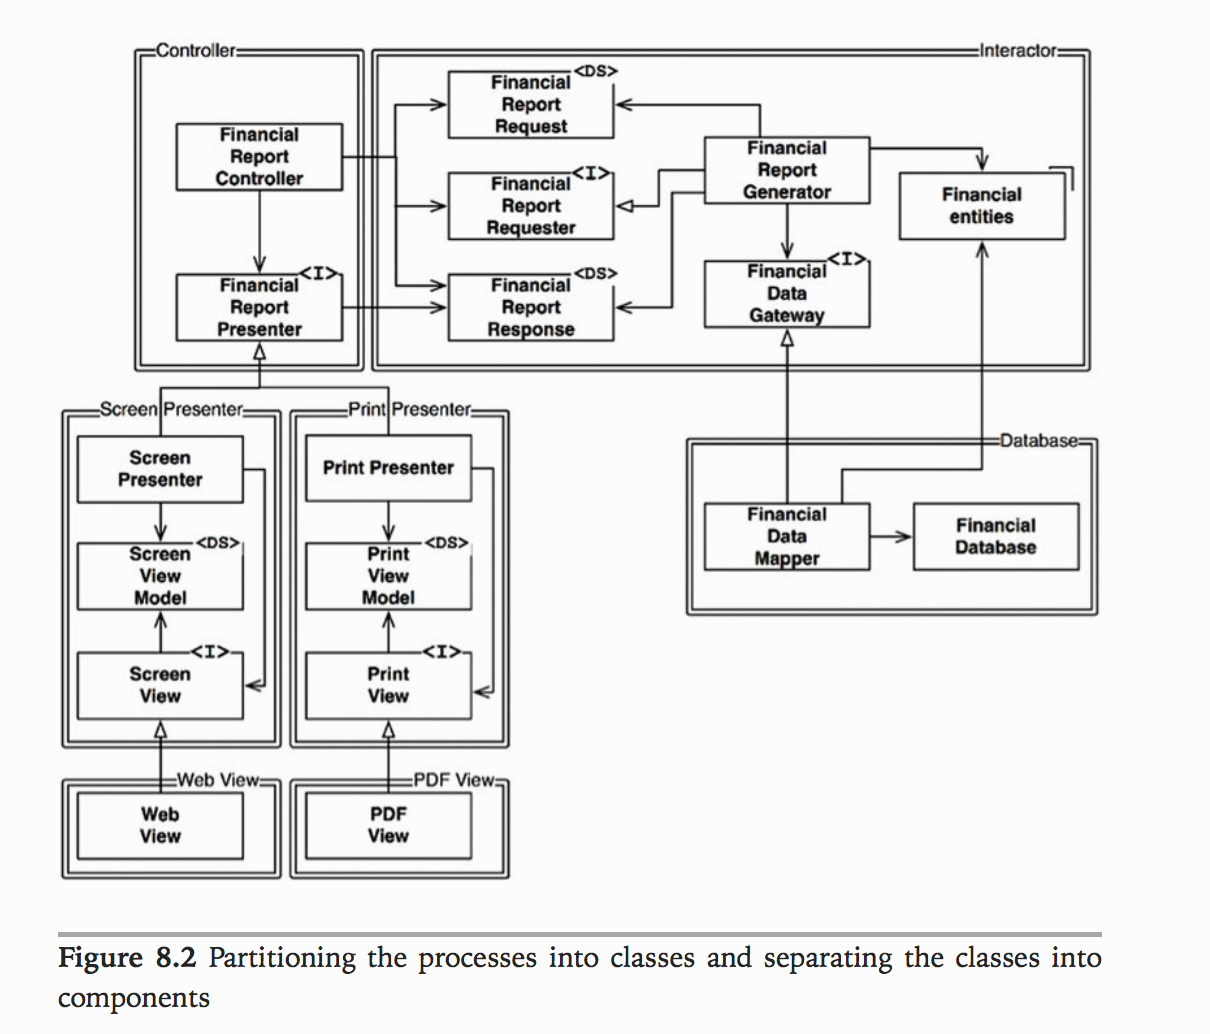 Controller
Interactor
<DS>
Financial
Report
Request
Financial
Report
Controller
<I>
Financial
Report
Requester
Financial
Report
Generator
Financial
entities
<I>
Financial
Report
Presenter
<DS>
Financial
Report
Response
<I>
Financial
Data
Gateway
Screen Presenter
Print Presenter
Database
Screen
Presenter
Print Presenter
<DS>
Screen
View
Model
<DS>
Print
View
Model
Financial
Data
Mapper
Financial
Database
<I>
Screen
View
<I>
Print
View
Web View
PDF View
Web
View
PDF
View
Figure 8.2 Partitioning the processes into classes and separating the classes into
components